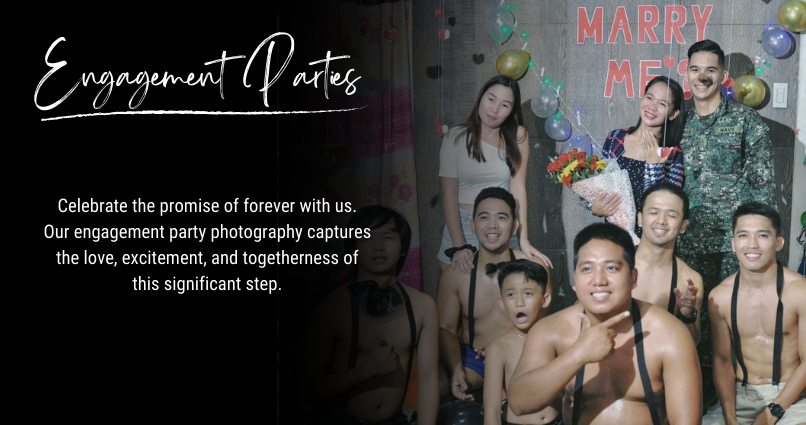 Engagement Parties
MARRY
ME?
Celebrate the promise of forever with us.
Our engagement party photography captures
the love, excitement, and togetherness of
this significant step.
NAVY